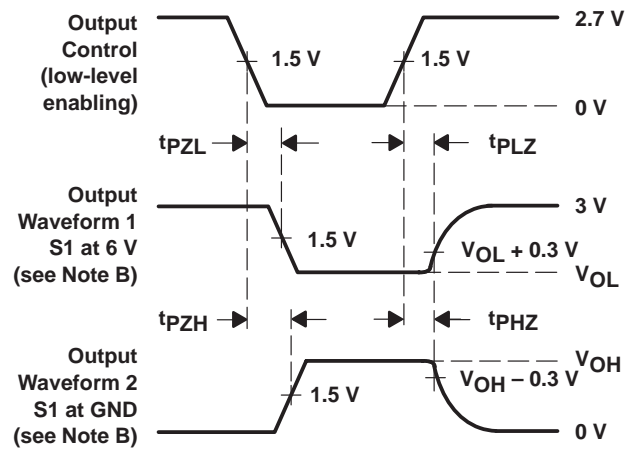 Output
Control
(low-level
enabling)
2.7 V
1.5 V
1.5 V
0 V
tPZL
tPLZ
Output
Waveform 1
S1 at 6 V
(see Note B)
3 V
1.5 V
VOL + 0.3 V
VOL
tPZH
tPHZ
Output
Waveform 2
S1 at GND
(see Note B)
VOH
VOH – 0.3 V
1.5 V
0 V